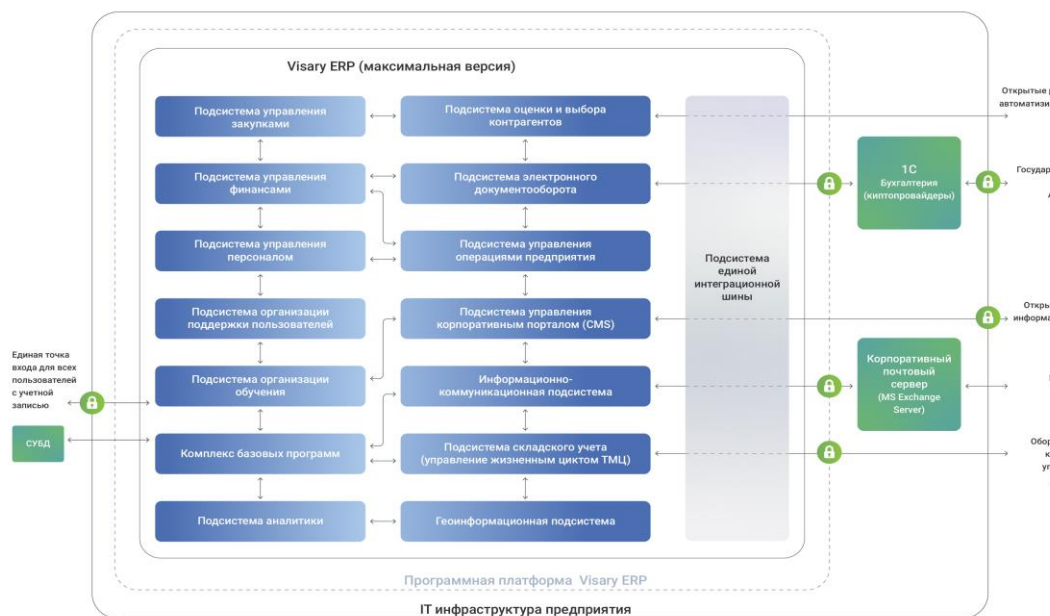 Visary ERP (максимальная версия)
Подсистема управления
закупками
Подсистема оценки и выбора
контрагентов
Подсистема управления
финансами
Подсистема электронного
документооборота
Подсистема управления
персоналом
Подсистема управления
операциями предприятия
Подсистема организации
поддержки пользователей
Подсистема управления
корпоративным порталом (CMS)
Подсистема организации
обучения
Информационно-
коммуникационная подсистема
Комплекс базовых программ
Подсистема складского учета
(управление жизненным циктом ТМЦ)
Подсистема аналитики
Геоинформационная подсистема
Подсистема
единой
интеграционной
шины
Единая точка
входа для всех
пользователей
с учетной
записью
СУБД
1С
Бухгалтерия
(киптопровайдеры)
Корпоративный
почтовый
сервер
(MS Exchange
Server)
Открытые
автоматизи
Государст
Откры
информа
Обор
к
уп
Программная платформа Visary ERP
IT инфраструктура предприятия